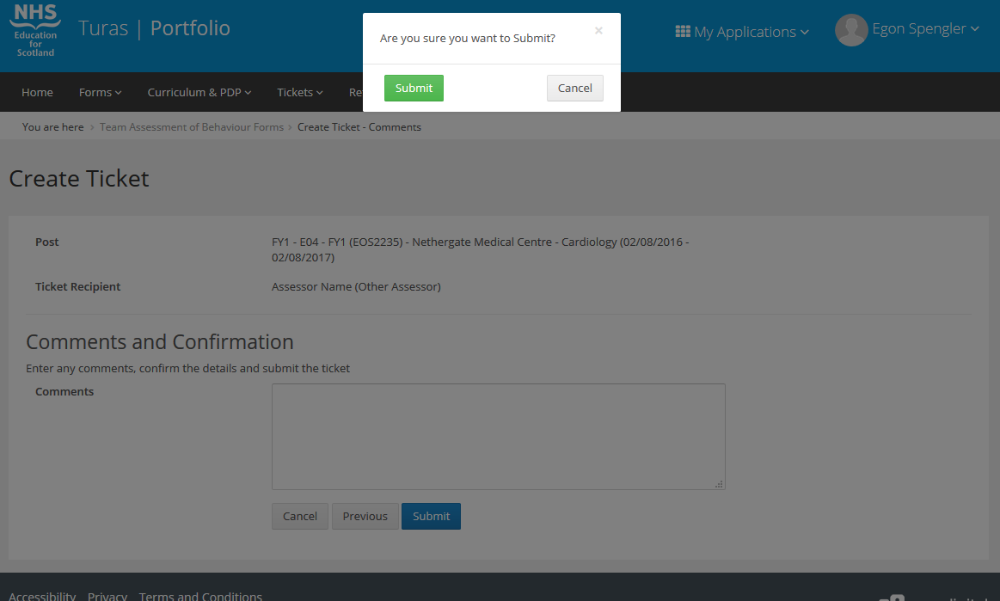 NHS
Education
for
Scotland
Turas | Portfolio
Are you sure you want to Submit?
×
Submit
Cancel
My Applications
Egon Spengler
Home
Forms
Curriculum & PDP
Tickets
Re
You are here › Team Assessment of Behaviour Forms › Create Ticket - Comments
Create Ticket
Post
FY1 - E04 - FY1 (EOS2235) - Nethergate Medical Centre - Cardiology (02/08/2016 -
02/08/2017)
Ticket Recipient
Assessor Name (Other Assessor)
Comments and Confirmation
Enter any comments, confirm the details and submit the ticket
Comments
Cancel
Previous
Submit
Accessibility
Privacy
Terms and Conditions